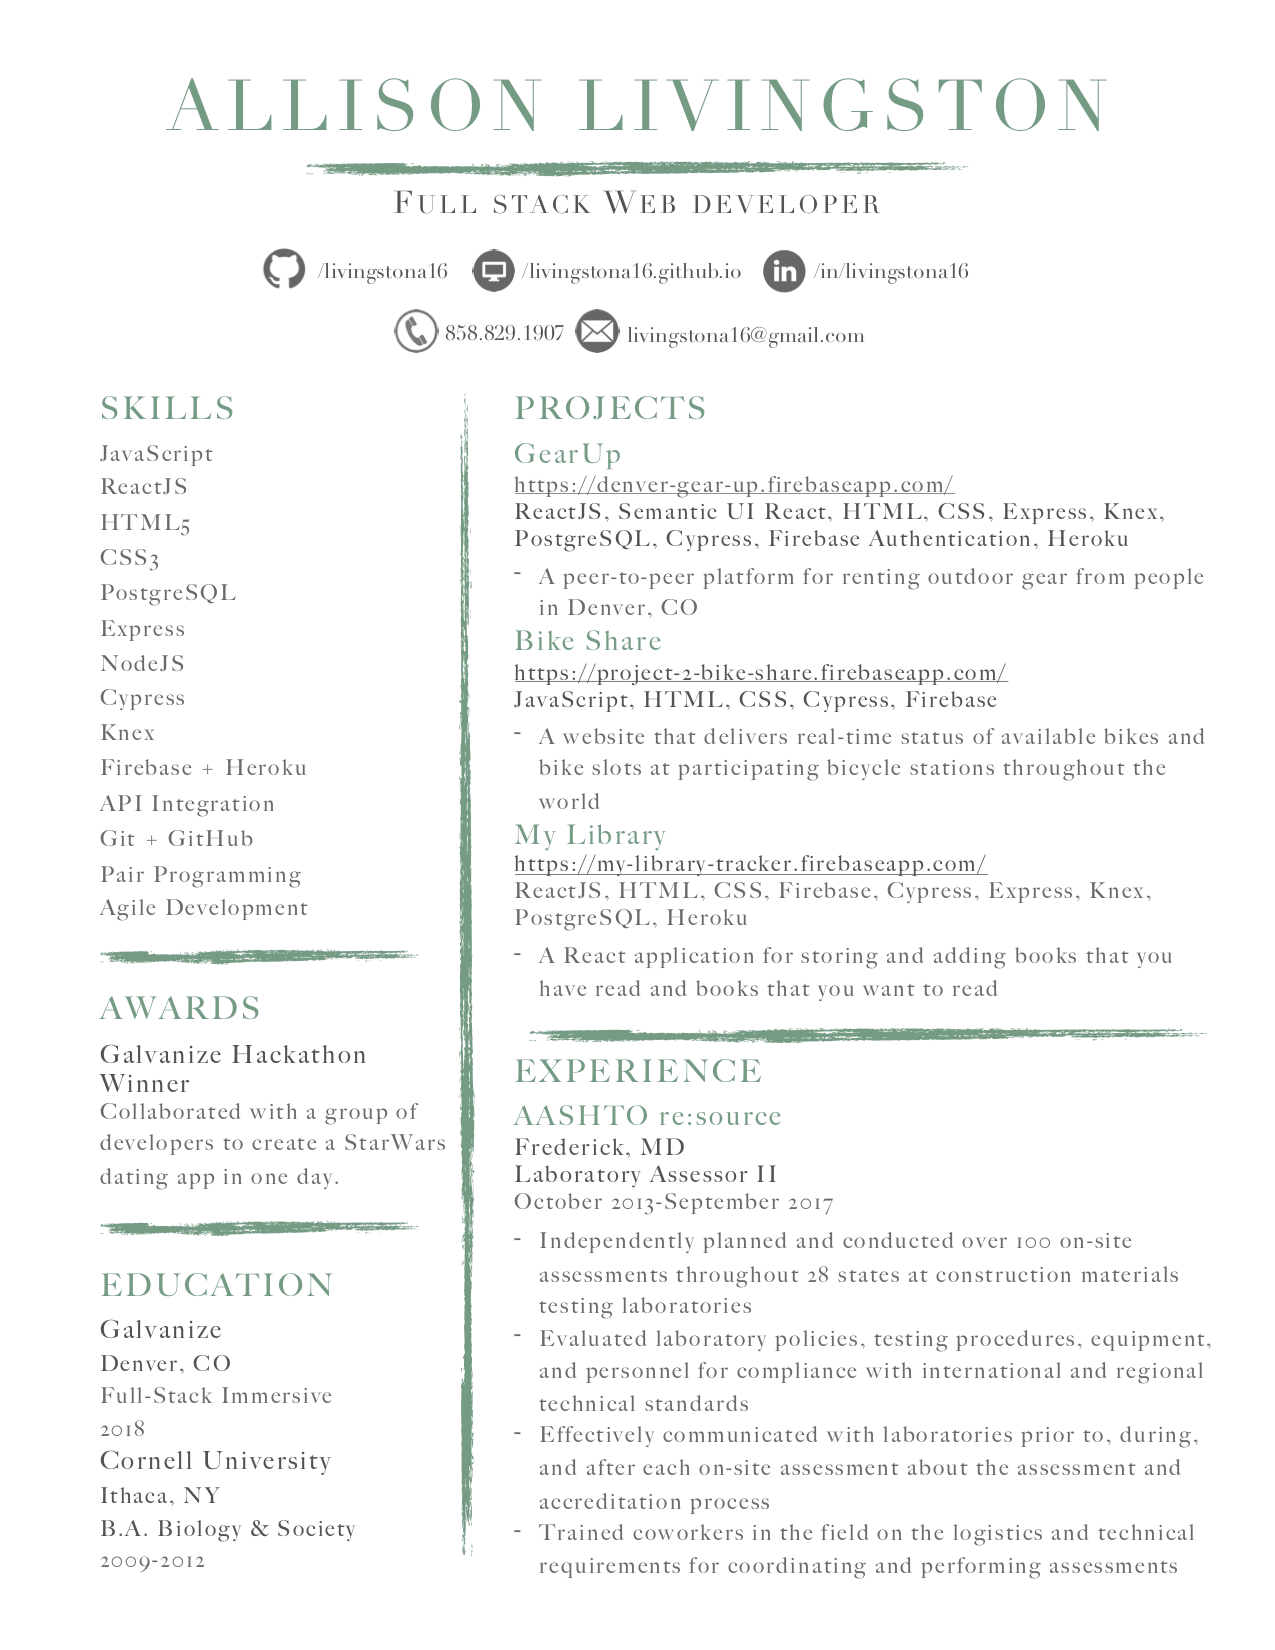 ALLISON LIVINGSTON
FULL STACK WEB DEVELOPER
/livingstona16 /livingstona16.github.io /in/livingstona16
858.829.1907 livingstona16@gmail.com
SKILLS
JavaScript
ReactJS
HTML5
CSS3
PostgreSQL
Express
NodeJS
Cypress
Knex
Firebase + Heroku
API Integration
Git + GitHub
Pair Programming
Agile Development
AWARDS
Galvanize Hackathon
Winner
Collaborated with a group of
developers to create a StarWars
dating app in one day.
EDUCATION
Galvanize
Denver, CO
Full-Stack Immersive
2018
Cornell University
Ithaca, NY
B.A. Biology & Society
2009-2012
PROJECTS
GearUp
https://denver-gear-up.firebaseapp.com/
ReactJS, Semantic UI React, HTML, CSS, Express, Knex,
PostgreSQL, Cypress, Firebase Authentication, Heroku
- A peer-to-peer platform for renting outdoor gear from people
in Denver, CO
Bike Share
https://project-2-bike-share.firebaseapp.com/
JavaScript, HTML, CSS, Cypress, Firebase
- A website that delivers real-time status of available bikes and
bike slots at participating bicycle stations throughout the
world
My Library
https://my-library-tracker.firebaseapp.com/
ReactJS, HTML, CSS, Firebase, Cypress, Express, Knex,
PostgreSQL, Heroku
- A React application for storing and adding books that you
have read and books that you want to read
EXPERIENCE
AASHTO re:source
Frederick, MD
Laboratory Assessor II
October 2013-September 2017
- Independently planned and conducted over 100 on-site
assessments throughout 28 states at construction materials
testing laboratories
- Evaluated laboratory policies, testing procedures, equipment,
and personnel for compliance with international and regional
technical standards
- Effectively communicated with laboratories prior to, during,
and after each on-site assessment about the assessment and
accreditation process
- Trained coworkers in the field on the logistics and technical
requirements for coordinating and performing assessments